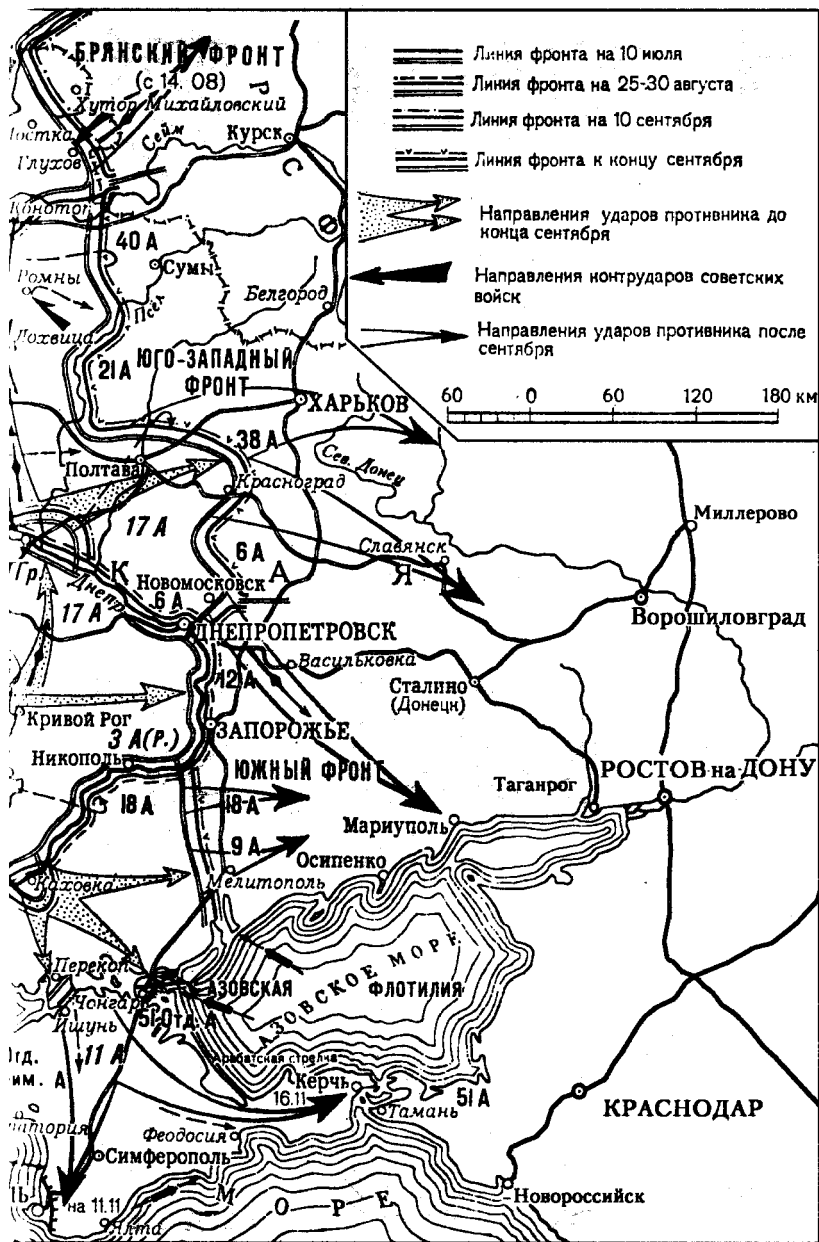 БРЯНСКИЙ ФРОНТ
(с 14. 08)
Хутор Михайловский
Глухов
Сейм
Курск
Р
С
Ф
Линия фронта на 10 июля
Линия фронта на 25-30 августа
Линия фронта на 10 сентября
Линия фронта к концу сентября
Направления ударов противника до
конца сентября
Направления контрударов советских
войск
Направления ударов противника после
сентября
60 0 60 120 180 км
40 А
Сумы
Ромны
Псел
Белгород
Лохвица
ЮГО-ЗАПАДНЫЙ
ФРОНТ
21 А
ХАРЬКОВ
38 А
Сев. Донец
Полтава
Красноград
17 А
Миллерово
6 А
Славянск
К
А
Я
Днепр
Новомосковск
17 А
6 А
Ворошиловград
ДНЕПРОПЕТРОВСК
Васильковка
12 А
Сталино
(Донецк)
Кривой Рог
ЗАПОРОЖЬЕ
3 А(Р.)
Никополь
ЮЖНЫЙ ФРОНТ
РОСТОВ на ДОНУ
Таганрог
18 А
18 А
Мариуполь
9 А
Осипенко
Мелитополь
Каховка
АЗОВСКОЕ МОРЕ
Перекоп
АЗОВСКАЯ ФЛОТИЛИЯ
Чонгар
Ишунь
51 Отд. А
11 А
Арабатская стрелка
Керчь
16.11
51 А
Тамань
КРАСНОДАР
Феодосия
Симферополь
на 11.11
Ялта
М О Р Е
Новороссийск